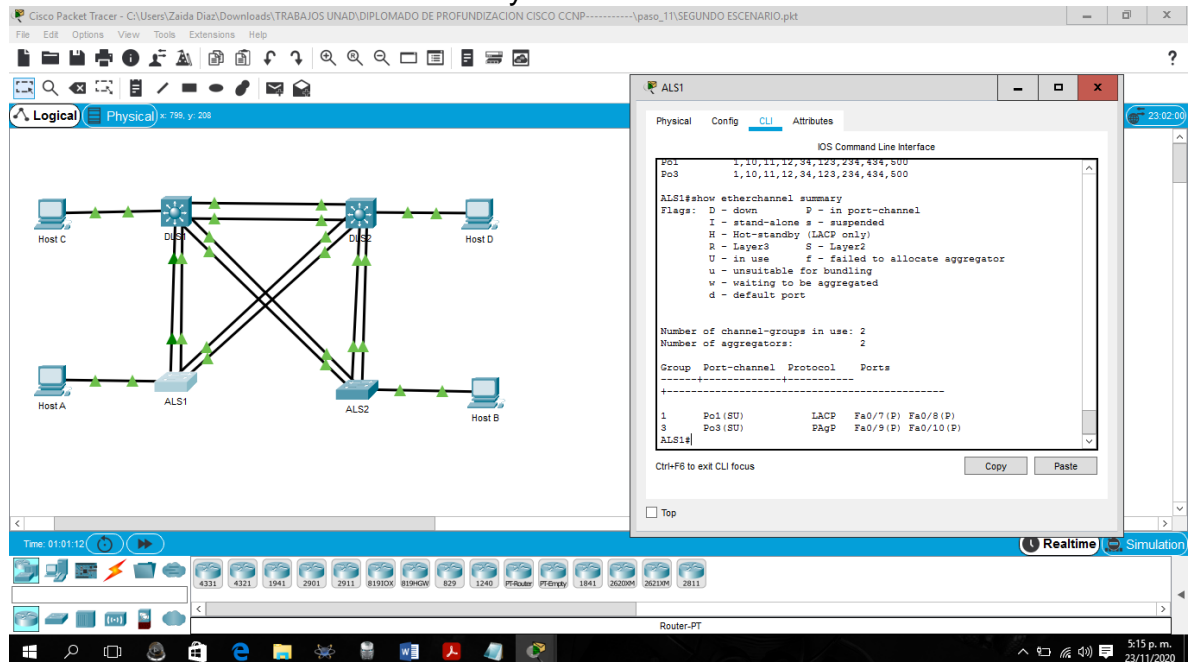 y
Cisco Packet Tracer - C:\Users\Zaida Diaz\Downloads\TRABAJOS UNAD\DIPLOMADO DE PROFUNDIZACION CISCO CCNP-----------\paso_11\SEGUNDO ESCENARIO.pkt
File Edit Options View Tools Extensions Help
?
Logical Physical x: 799, y: 208
23:02:00
Host C
DLS1
DLS2
Host D
Host A
ALS1
ALS2
Host B
ALS1
Physical Config CLI Attributes
IOS Command Line Interface
Po1 1,10,11,12,34,123,234,434,500
Po3 1,10,11,12,34,123,234,434,500
ALS1#show etherchannel summary
Flags: D - down P - in port-channel
I - stand-alone s - suspended
H - Hot-standby (LACP only)
R - Layer3 S - Layer2
U - in use f - failed to allocate aggregator
u - unsuitable for bundling
w - waiting to be aggregated
d - default port
Number of channel-groups in use: 2
Number of aggregators: 2
Group Port-channel Protocol Ports
------+-------------+-----------
+----------------------------------------------
1 Po1(SU) LACP Fa0/7(P) Fa0/8(P)
3 Po3(SU) PAgP Fa0/9(P) Fa0/10(P)
ALS1#
Ctrl+F6 to exit CLI focus
Copy Paste
Top
Time: 01:01:12
Realtime Simulation
4331 4321 1941 2901 2911 819IOX 819HGW 829 1240 PT-Router PT-Empty 1841 2620XM 2621XM 2811
Router-PT
5:15 p. m.
23/11/2020